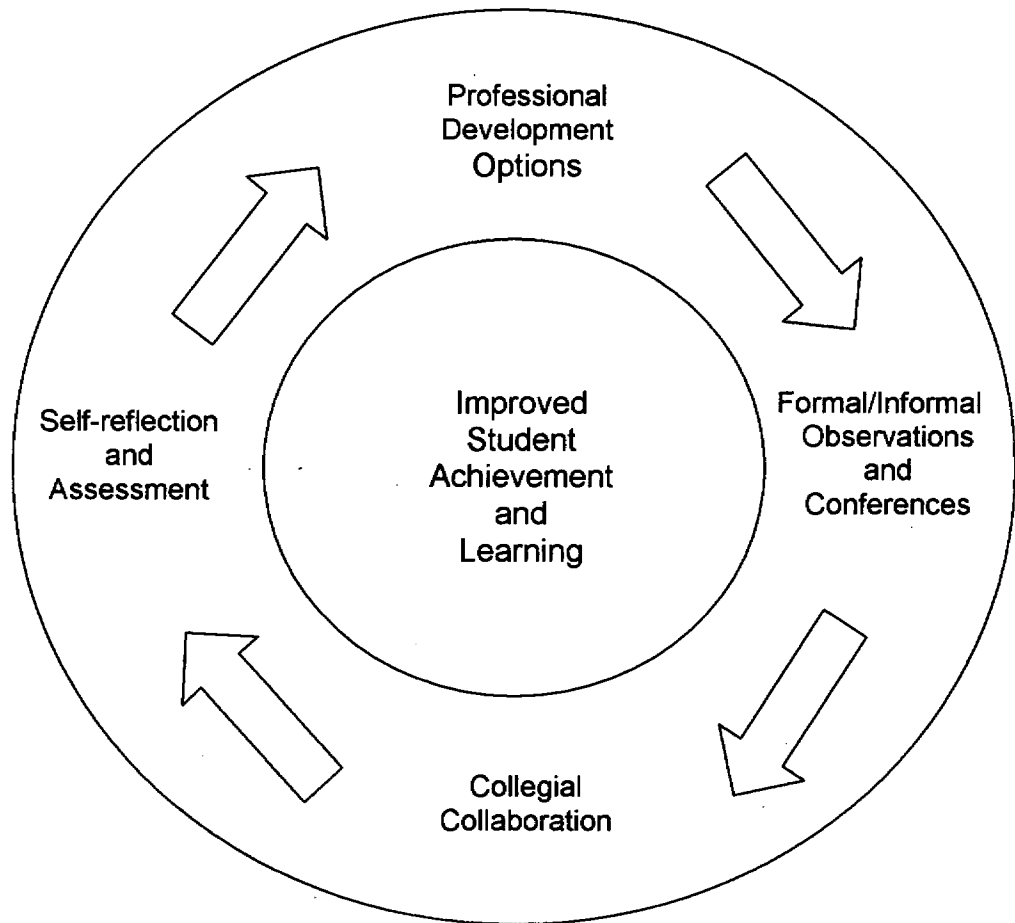 Professional
Development
Options
Formal/Informal
Observations
and
Conferences
Collegial
Collaboration
Self-reflection
and
Assessment
Improved
Student
Achievement
and
Learning